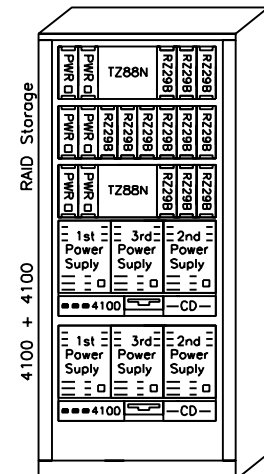 PWR PWR TZ88N RZ29B RZ29B RZ29B
PWR PWR RZ29B RZ29B RZ29B RZ29B RZ29B RZ29B
PWR PWR TZ88N RZ29B RZ29B RZ29B
RAID Storage
4100 + 4100
1st Power Suply
3rd Power Suply
2nd Power Suply
4100 CD
1st Power Suply
3rd Power Suply
2nd Power Suply
4100 CD